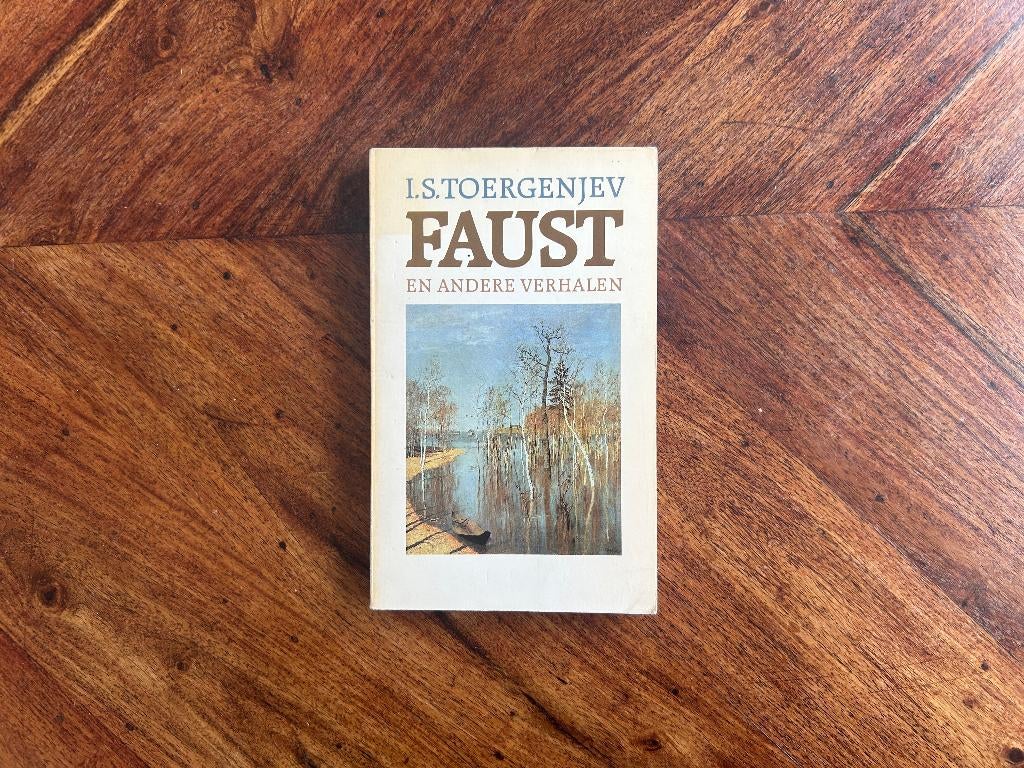 I.S. TOERGENJEV
FAUST
EN ANDERE VERHALEN